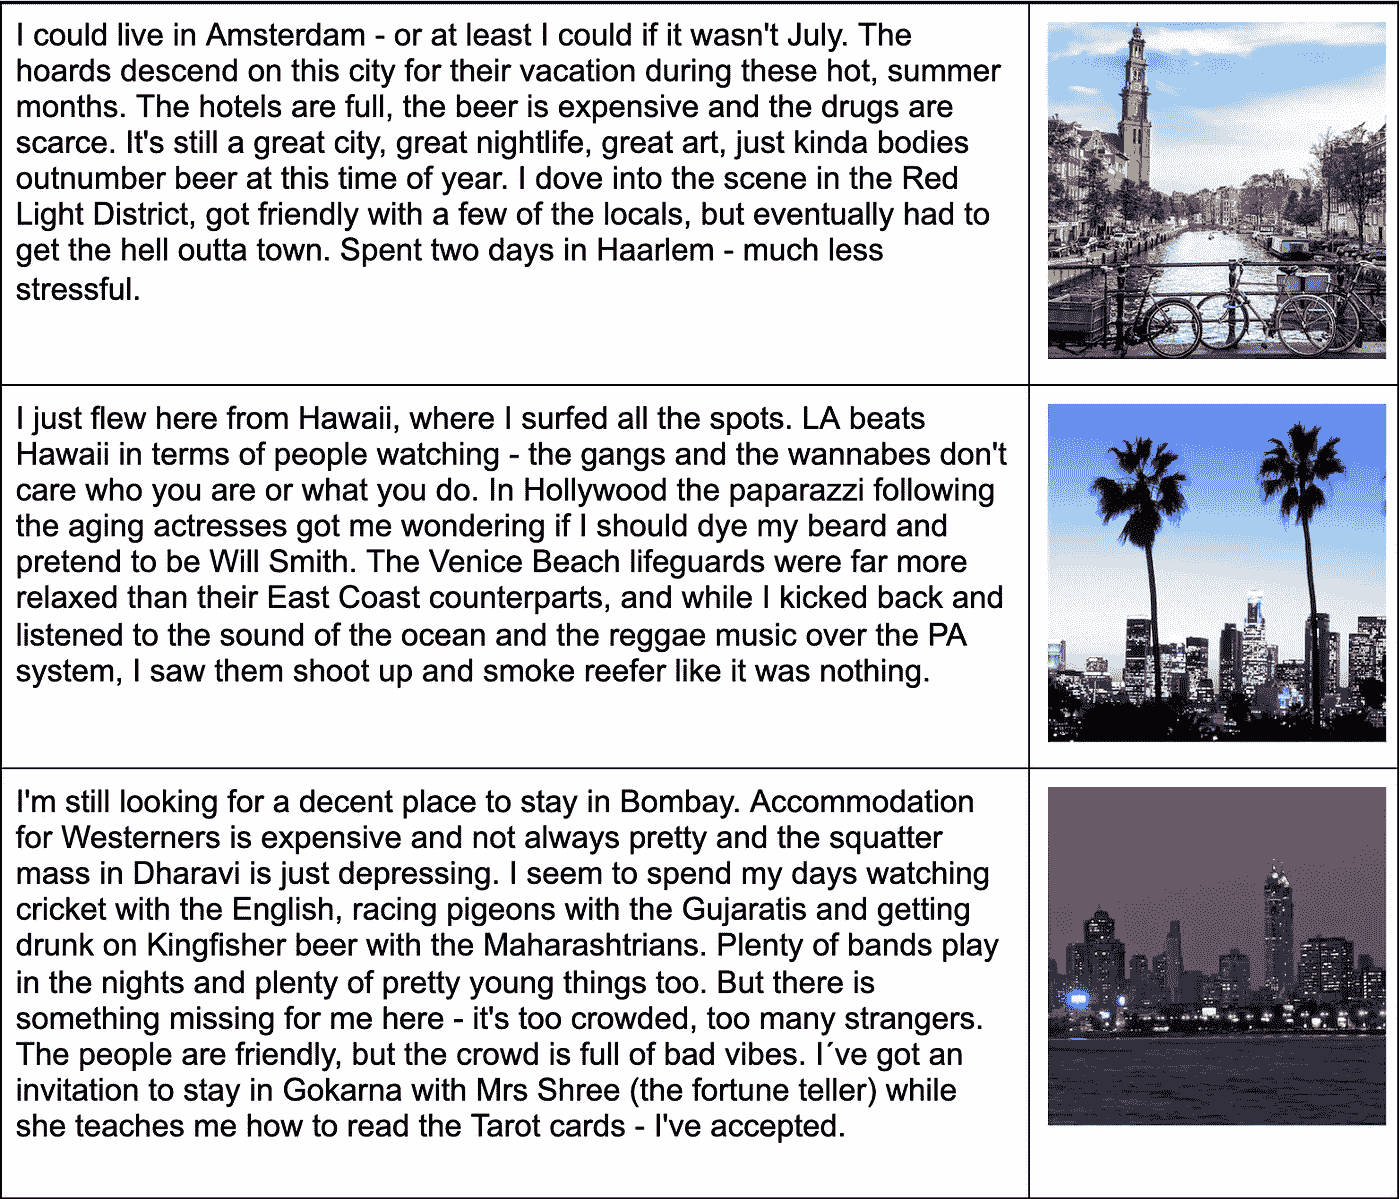 I could live in Amsterdam - or at least I could if it wasn't July. The
hoards descend on this city for their vacation during these hot, summer
months. The hotels are full, the beer is expensive and the drugs are
scarce. It's still a great city, great nightlife, great art, just kinda bodies
outnumber beer at this time of year. I dove into the scene in the Red
Light District, got friendly with a few of the locals, but eventually had to
get the hell outta town. Spent two days in Haarlem - much less
stressful.
I just flew here from Hawaii, where I surfed all the spots. LA beats
Hawaii in terms of people watching - the gangs and the wannabes don't
care who you are or what you do. In Hollywood the paparazzi following
the aging actresses got me wondering if I should dye my beard and
pretend to be Will Smith. The Venice Beach lifeguards were far more
relaxed than their East Coast counterparts, and while I kicked back and
listened to the sound of the ocean and the reggae music over the PA
system, I saw them shoot up and smoke reefer like it was nothing.
I'm still looking for a decent place to stay in Bombay. Accommodation
for Westerners is expensive and not always pretty and the squatter
mass in Dharavi is just depressing. I seem to spend my days watching
cricket with the English, racing pigeons with the Gujaratis and getting
drunk on Kingfisher beer with the Maharashtrians. Plenty of bands play
in the nights and plenty of pretty young things too. But there is
something missing for me here - it's too crowded, too many strangers.
The people are friendly, but the crowd is full of bad vibes. I´ve got an
invitation to stay in Gokarna with Mrs Shree (the fortune teller) while
she teaches me how to read the Tarot cards - I've accepted.